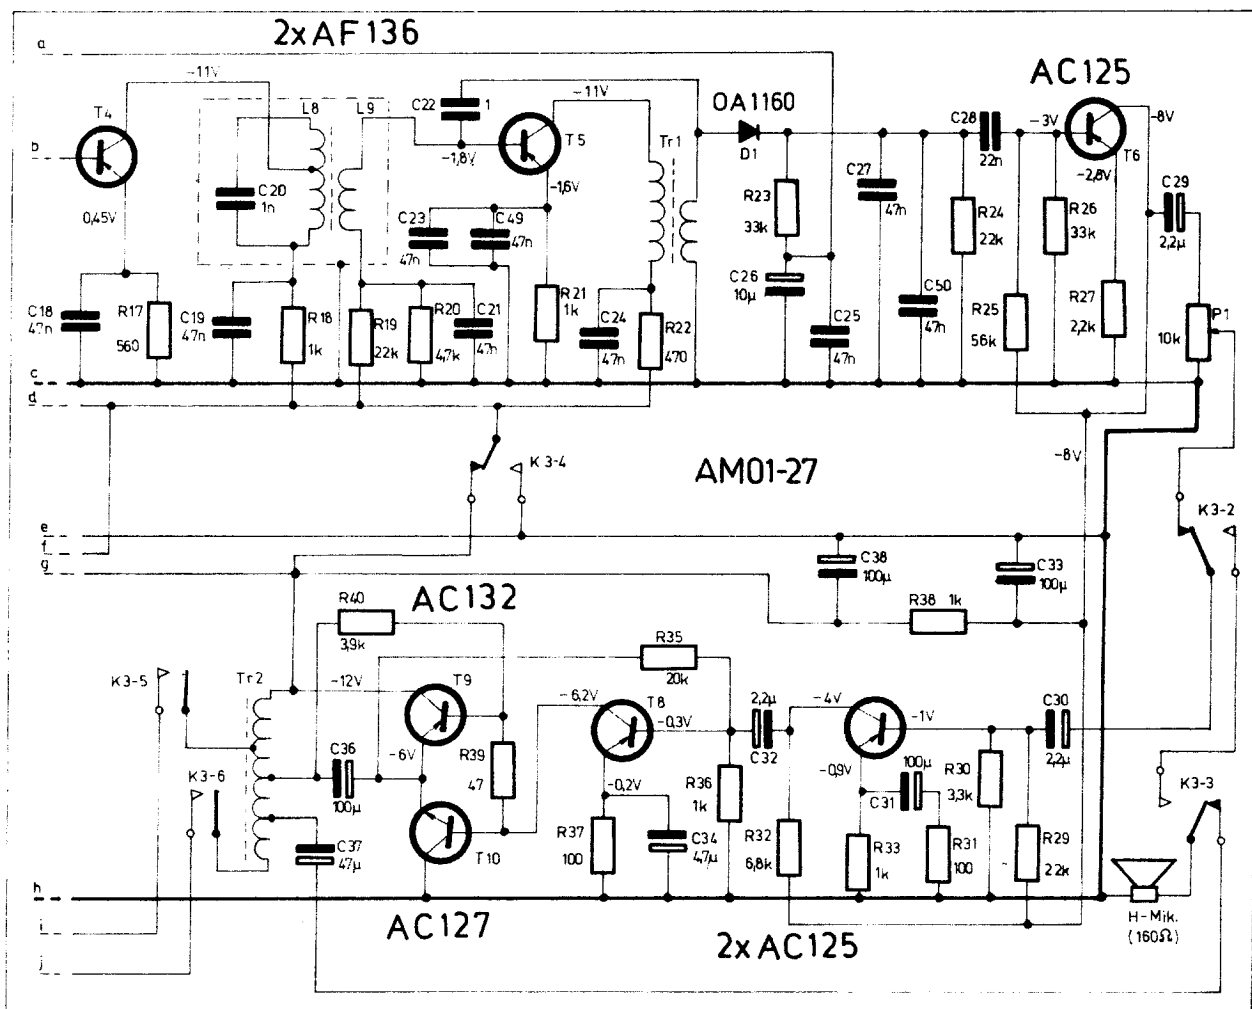 2xAF136
a
-11V
T4
b
0,45V
C18
47n
R17
560
L8
L9
C20
1n
C19
47n
R18
1k
R19
22k
R20
4,7k
C21
47n
C22
1
-1,8V
T5
-1,6V
C23
47n
C49
47n
R21
1k
-11V
Tr1
C24
47n
R22
470
OA1160
D1
R23
33k
C26
10µ
C25
47n
C27
47n
C50
47n
R24
22k
C28
22n
R25
56k
-3V
R26
33k
AC125
T6
-2,8V
R27
2,2k
-8V
C29
2,2µ
P1
10k
c
d
K3-4
AM01-27
-8V
K3-2
e
f
g
C38
100µ
C33
100µ
R38 1k
AC132
R40
3,9k
K3-5
Tr2
-12V
T9
-6V
R39
47
T10
K3-6
C36
100µ
C37
47µ
R35
20k
-6,2V
T8
-0,3V
-0,2V
R37
100
C34
47µ
R36
1k
2,2µ
C32
-4V
-1V
-0,9V
100µ
C31
R32
6,8k
R33
1k
R31
100
R30
3,3k
R29
22k
C30
2,2µ
K3-3
h
i
j
AC127
2xAC125
H-Mik.
(160Ω)